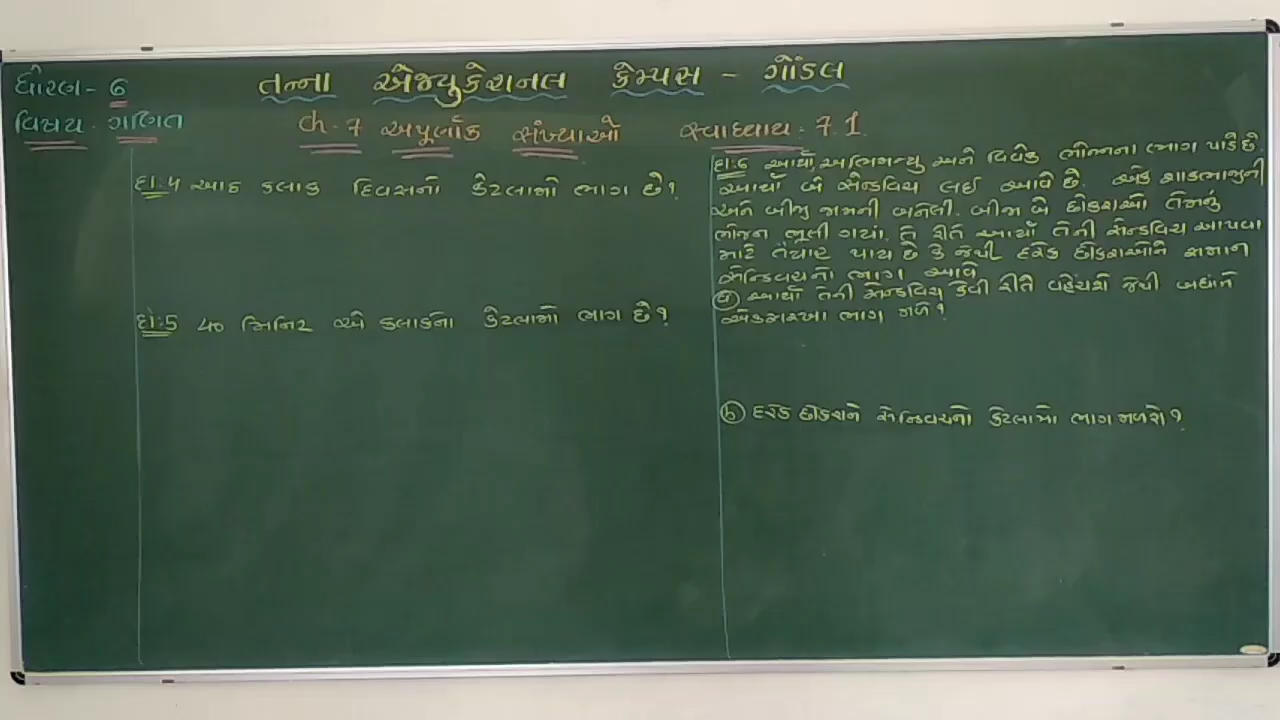 ધોરણ - 6
તન્ના એજ્યુકેશનલ કેમ્પસ - ગોંડલ
વિષય - ગણિત
ch-7 અપૂર્ણાંક સંખ્યાઓ સ્વાધ્યાય - 7.1
દા.4 આઠ કલાક દિવસનો કેટલામો ભાગ છે?
દા.5 40 મિનિટ એ કલાકના કેટલામો ભાગ છે?
દા.6 આર્યા, અભિમન્યુ અને વિવેક ભોજનના ભાગ પાડે છે.
આર્યા બે સેન્ડવિચ લઈ આવે છે. એક શાકભાજીની
અને બીજી જામની બનેલી. બીજા બે છોકરાઓ તેમનું
ભોજન ભૂલી ગયાં. તે રીતે આર્યા તેની સેન્ડવિચ આપવા
માટે તૈયાર થાય છે કે જેથી દરેક છોકરાઓને સમાન
સેન્ડવિચનો ભાગ આવે
(a) આર્યા તેની સેન્ડવિચ કેવી રીતે વહેંચશે જેથી બધાંને
એકસરખા ભાગ મળે?
(b) દરેક છોકરાને સેન્ડવિચનો કેટલામો ભાગ મળશે?